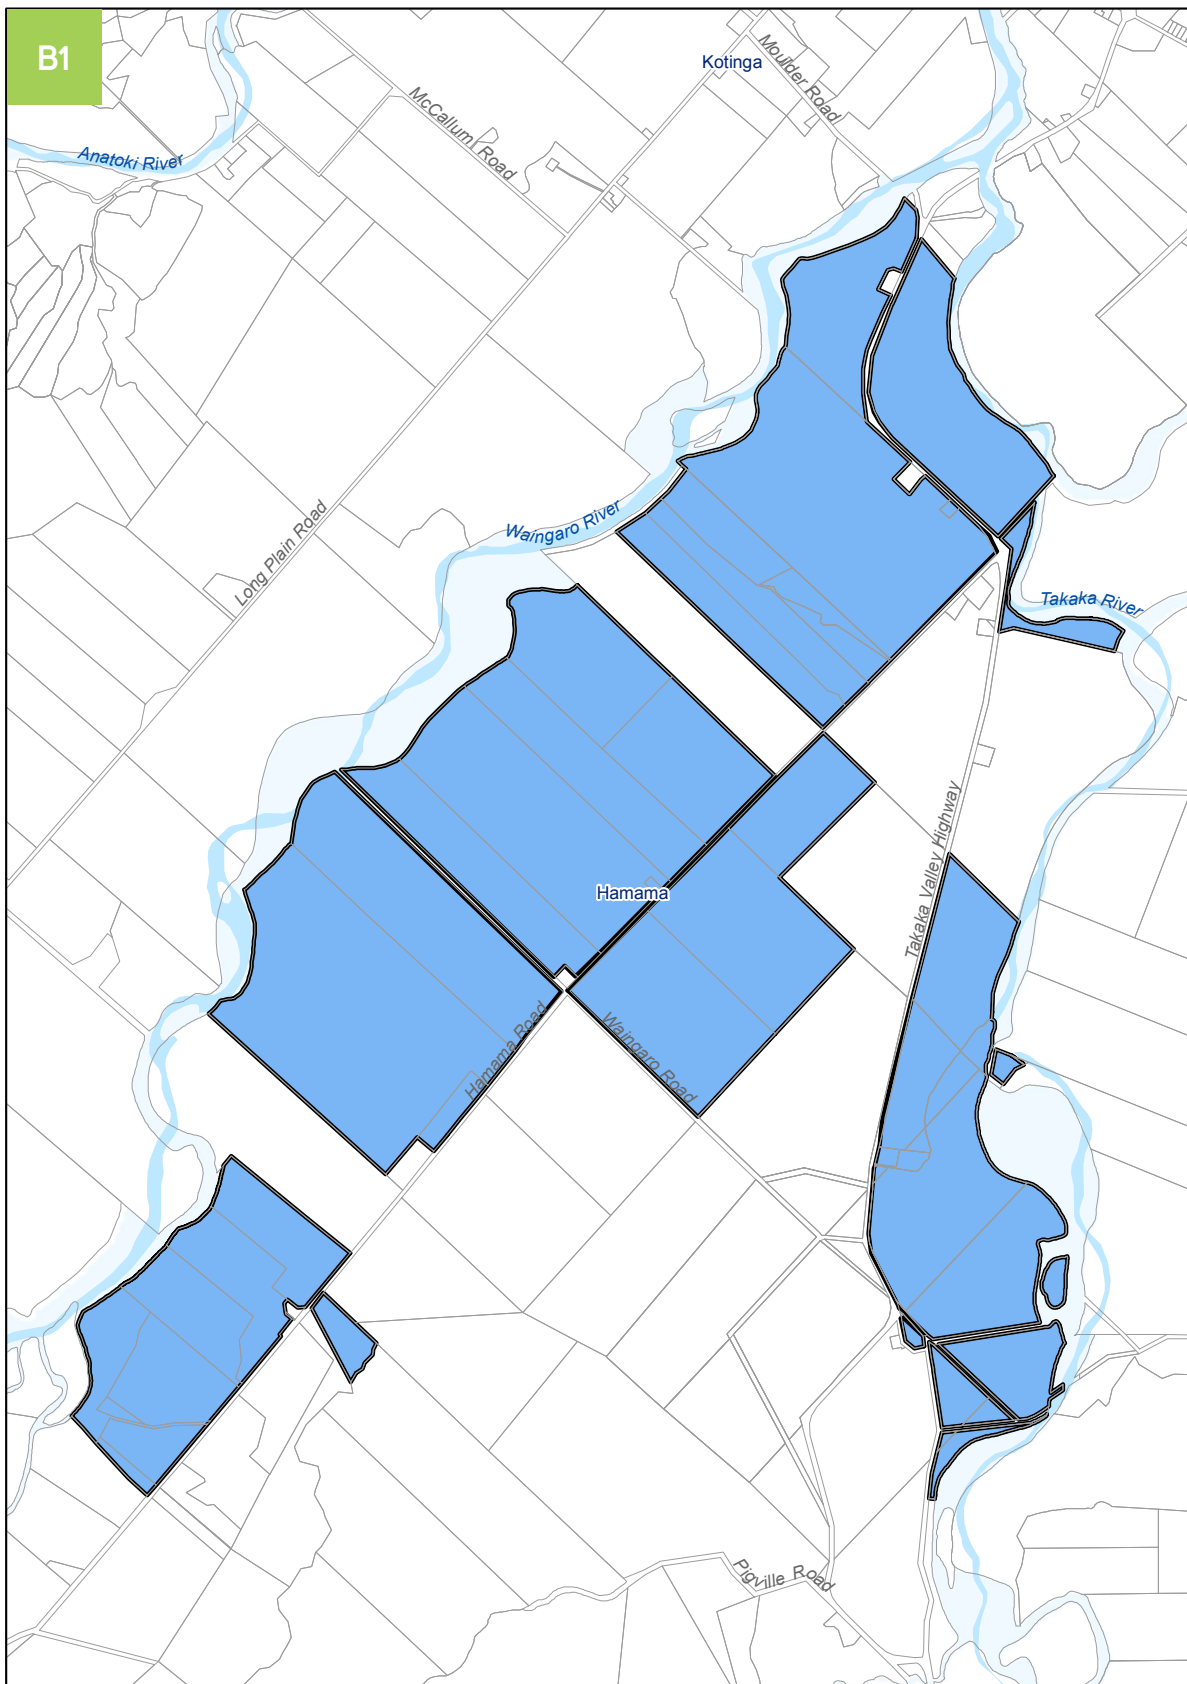 B1
Kotinga
Moulder Road
McCallum Road
Anatoki River
Long Plain Road
Waingaro River
Takaka River
Takaka Valley Highway
Hamama
Hamama Road
Waingaro Road
Pigville Road